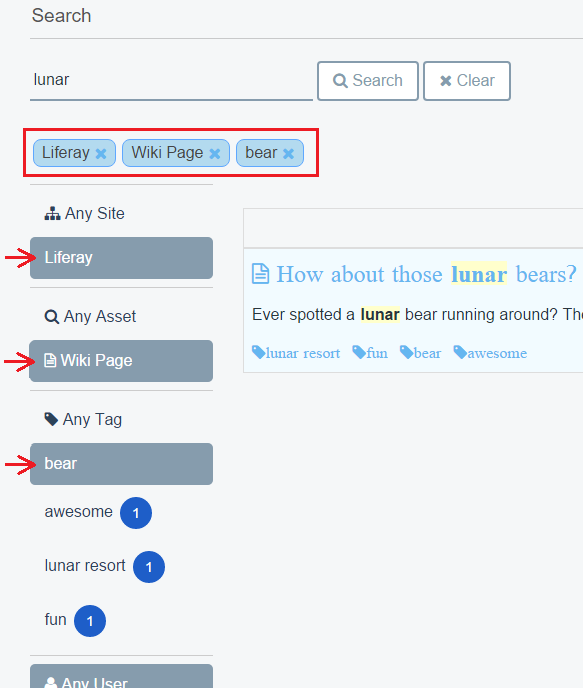 Search
lunar
Search
Clear
Liferay
Wiki Page
bear
Any Site
Liferay
Any Asset
Wiki Page
Any Tag
bear
awesome 1
lunar resort 1
fun 1
Any User
How about those lunar bears?
Ever spotted a lunar bear running around? The
lunar resort fun bear awesome